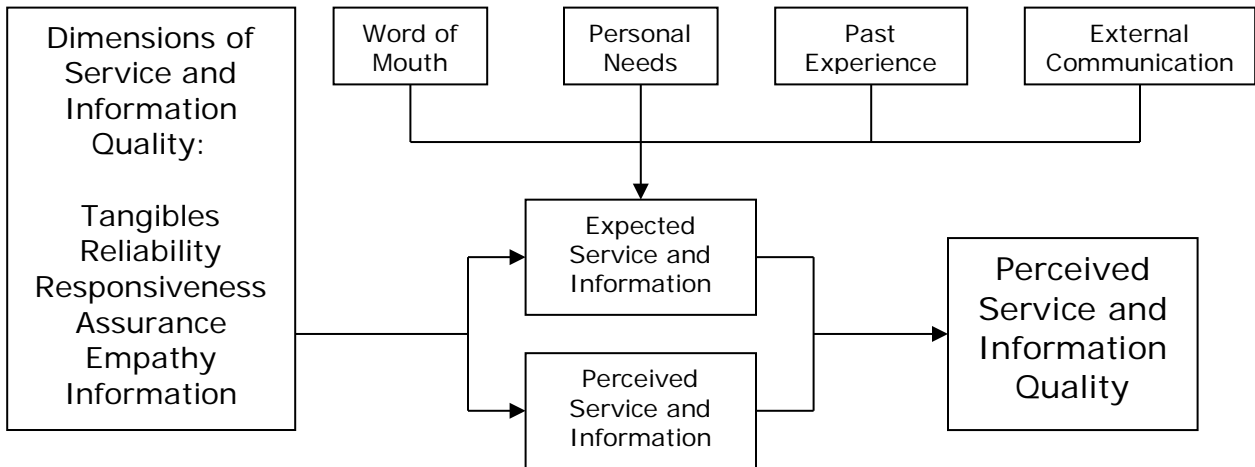 Dimensions of
Service and
Information
Quality:
Tangibles
Reliability
Responsiveness
Assurance
Empathy
Information
Word of
Mouth
Personal
Needs
Past
Experience
External
Communication
Expected
Service and
Information
Perceived
Service and
Information
Perceived
Service and
Information
Quality